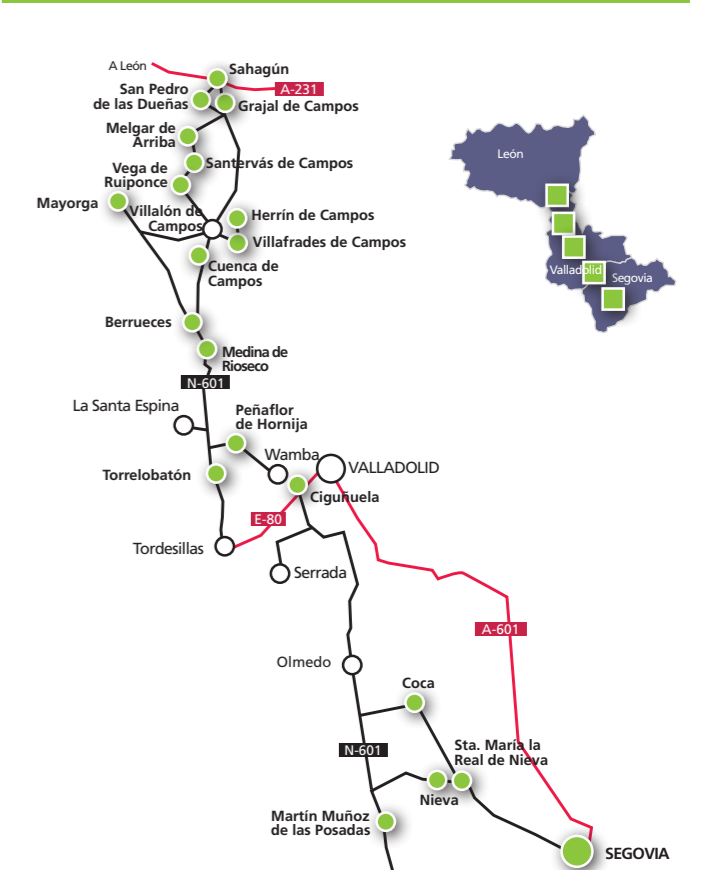 A León
Sahagún
A-231
San Pedro
de las Dueñas
Grajal de Campos
Melgar de
Arriba
Santervás de Campos
Vega de
Ruiponce
Mayorga
Villalón de
Campos
Herrín de Campos
Villafrades de Campos
Cuenca de
Campos
Berrueces
Medina de
Rioseco
N-601
La Santa Espina
Peñaflor
de Hornija
Wamba
VALLADOLID
Torrelobatón
Ciguñuela
E-80
Tordesillas
Serrada
A-601
Olmedo
Coca
N-601
Sta. María la
Real de Nieva
Nieva
Martín Muñoz
de las Posadas
SEGOVIA
León
Valladolid
Segovia